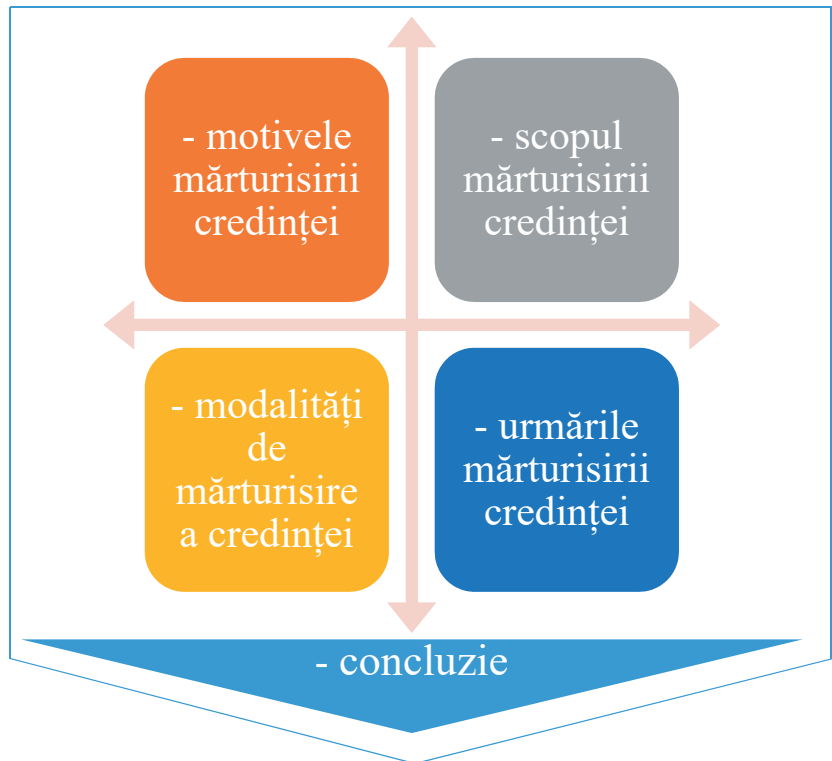 - motivele
mărturisirii
credinței
- scopul
mărturisirii
credinței
- modalități
de
mărturisire
a credinței
- urmările
mărturisirii
credinței
- concluzie